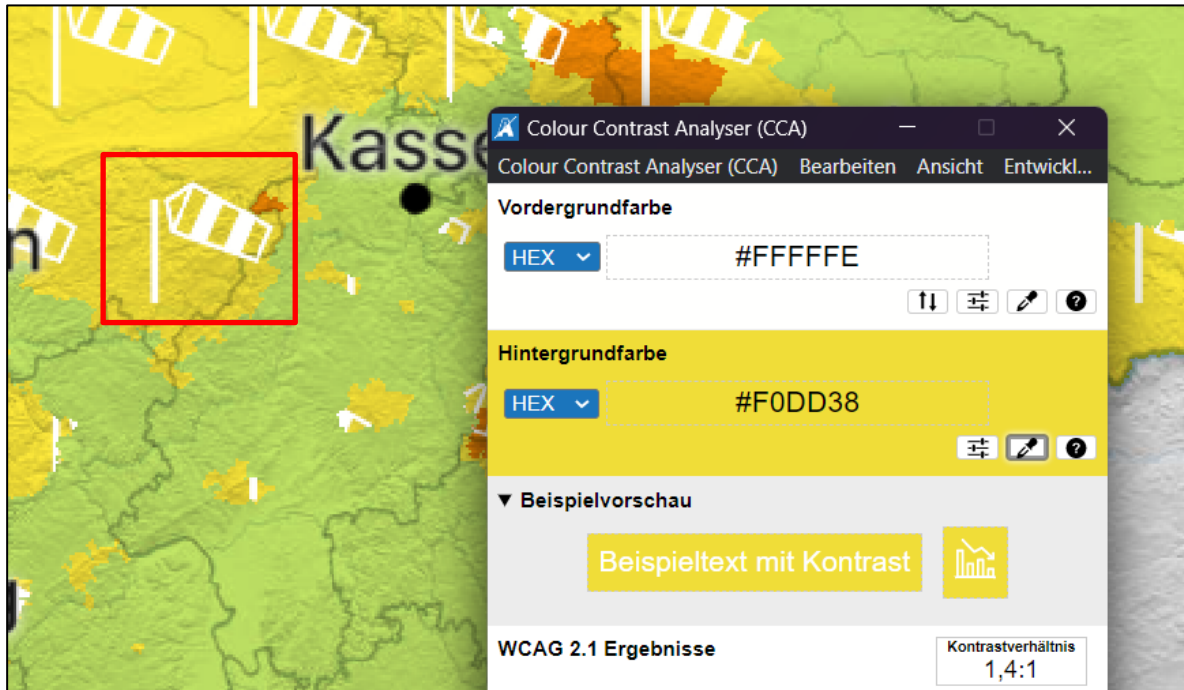 Kasse
n
g
Colour Contrast Analyser (CCA)
Colour Contrast Analyser (CCA) Bearbeiten Ansicht Entwickl...
Vordergrundfarbe
HEX #FFFFFE
Hintergrundfarbe
HEX #F0DD38
▼ Beispielvorschau
Beispieltext mit Kontrast
WCAG 2.1 Ergebnisse
Kontrastverhältnis
1,4:1